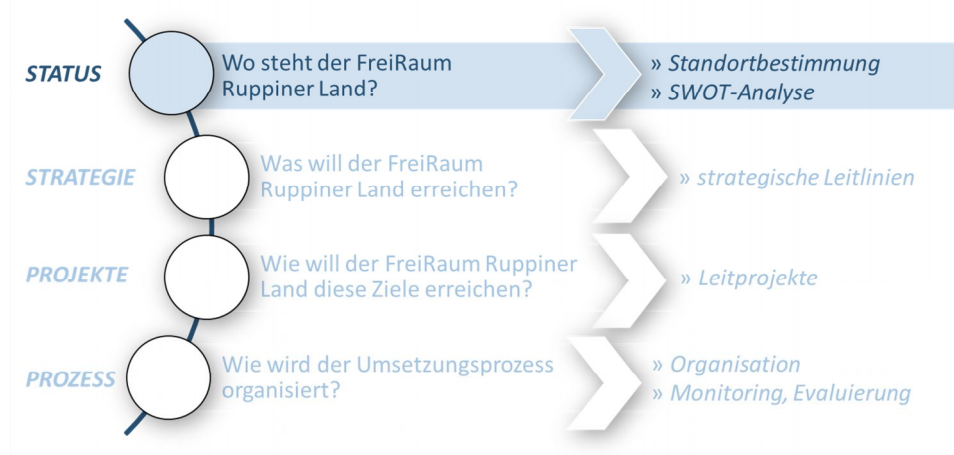 STATUS
Wo steht der FreiRaum
Ruppiner Land?
» Standortbestimmung
» SWOT-Analyse
STRATEGIE
Was will der FreiRaum
Ruppiner Land erreichen?
» strategische Leitlinien
PROJEKTE
Wie will der FreiRaum Ruppiner
Land diese Ziele erreichen?
» Leitprojekte
PROZESS
Wie wird der Umsetzungsprozess
organisiert?
» Organisation
» Monitoring, Evaluierung